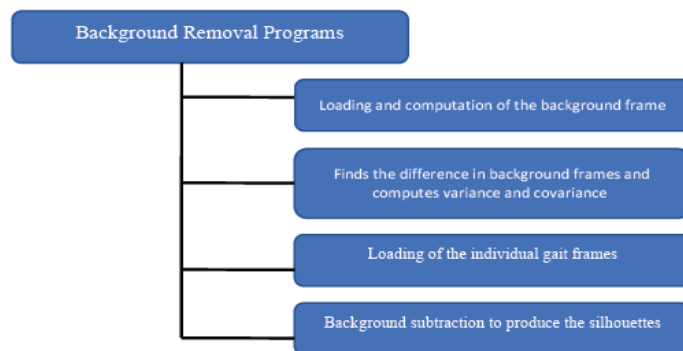 Background Removal Programs
Loading and computation of the background frame
Finds the difference in background frames and
computes variance and covariance
Loading of the individual gait frames
Background subtraction to produce the silhouettes